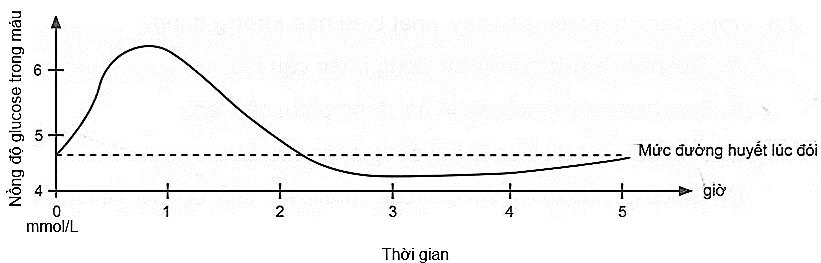 Nồng độ glucose trong máu
6
5
4
Mức đường huyết lúc đói
giờ
0
1
2
3
4
5
mmol/L
Thời gian